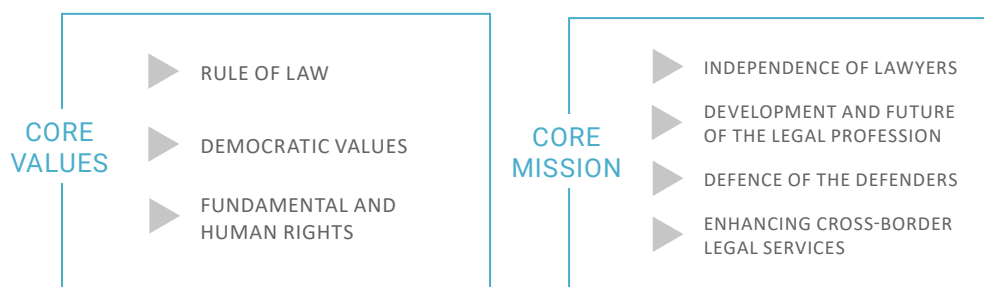 CORE
VALUES
RULE OF LAW
DEMOCRATIC VALUES
FUNDAMENTAL AND
HUMAN RIGHTS
CORE
MISSION
INDEPENDENCE OF LAWYERS
DEVELOPMENT AND FUTURE
OF THE LEGAL PROFESSION
DEFENCE OF THE DEFENDERS
ENHANCING CROSS-BORDER
LEGAL SERVICES